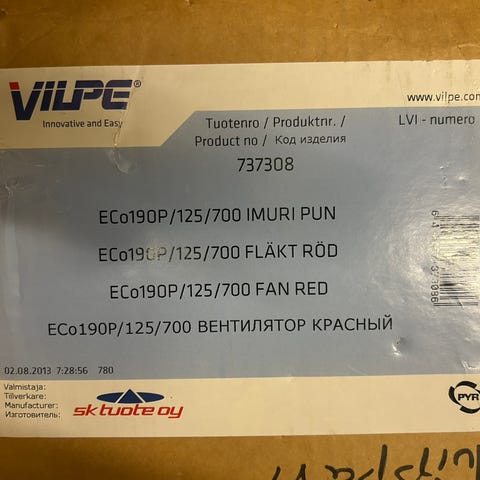 VILPE®
Innovative and Easy
www.vilpe.com
Tuotenro / Produktnr. /
Product no / Код изделия
LVI - numero
737308
ECo190P/125/700 IMURI PUN
ECo190P/125/700 FLÄKT RÖD
ECo190P/125/700 FAN RED
ECo190P/125/700 ВЕНТИЛЯТОР КРАСНЫЙ
02.08.2013 7:28:56 780
Valmistaja:
Tillverkare:
Manufacturer:
Изготовитель:
sk tuote oy
PYR